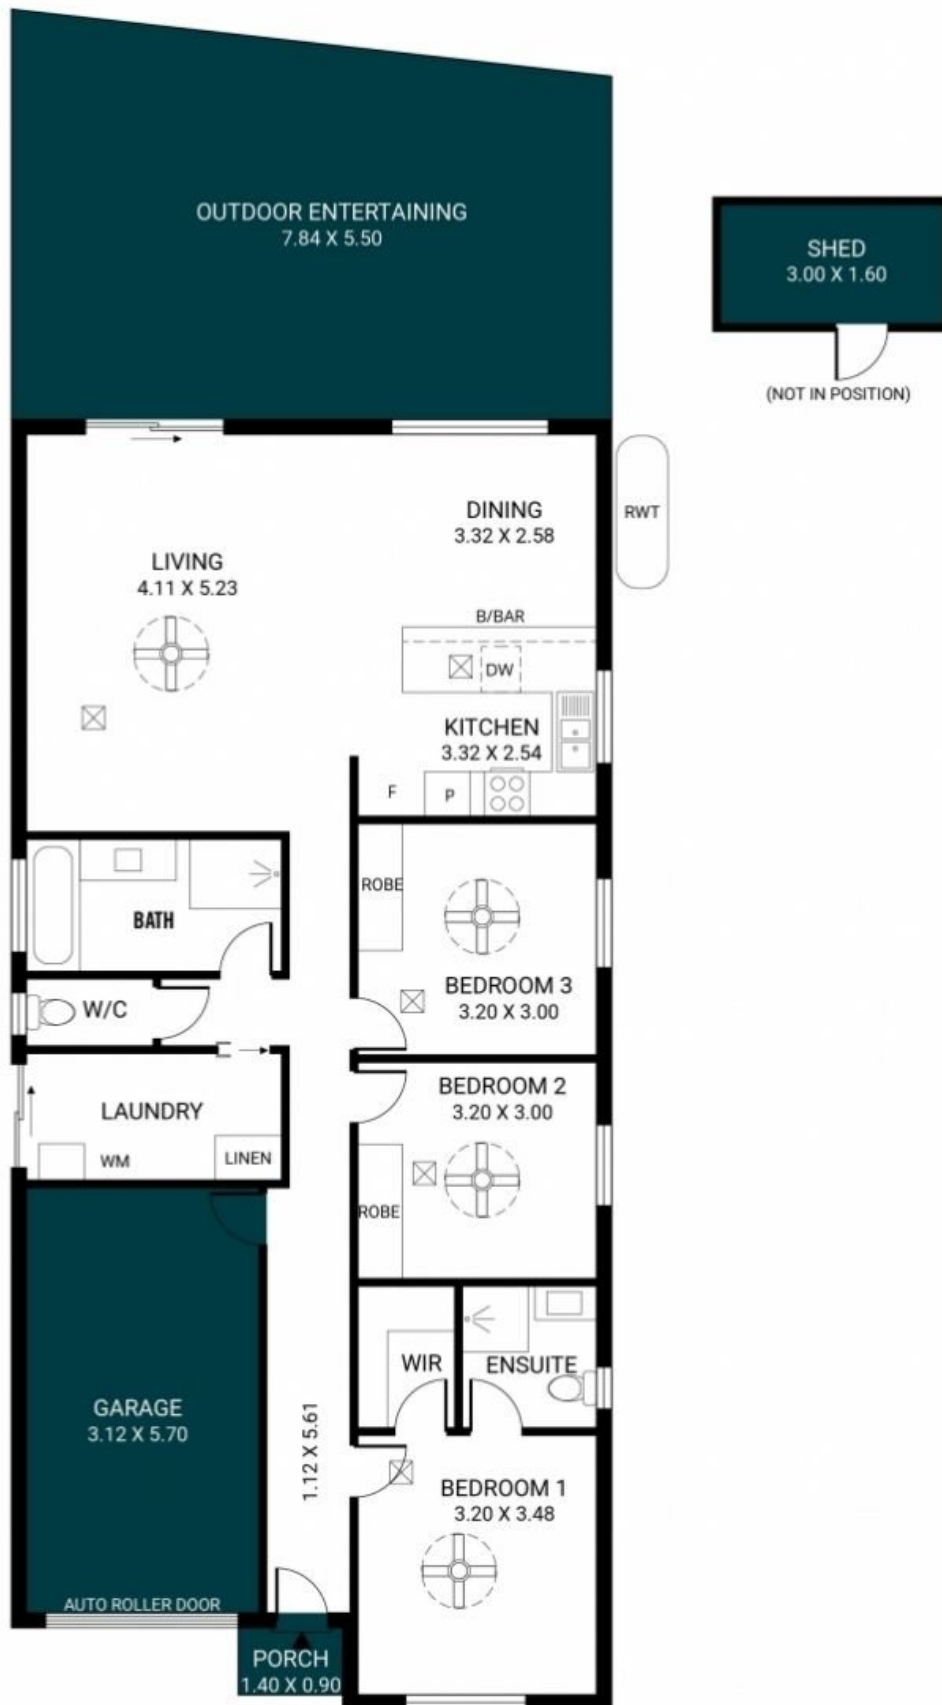 OUTDOOR ENTERTAINING
7.84 X 5.50
SHED
3.00 X 1.60
(NOT IN POSITION)
DINING
3.32 X 2.58
RWT
LIVING
4.11 X 5.23
B/BAR
DW
KITCHEN
3.32 X 2.54
F
P
ROBE
BATH
BEDROOM 3
3.20 X 3.00
W/C
BEDROOM 2
3.20 X 3.00
LAUNDRY
WM
LINEN
ROBE
WIR
ENSUITE
GARAGE
3.12 X 5.70
1.12 X 5.61
BEDROOM 1
3.20 X 3.48
AUTO ROLLER DOOR
PORCH
1.40 X 0.90